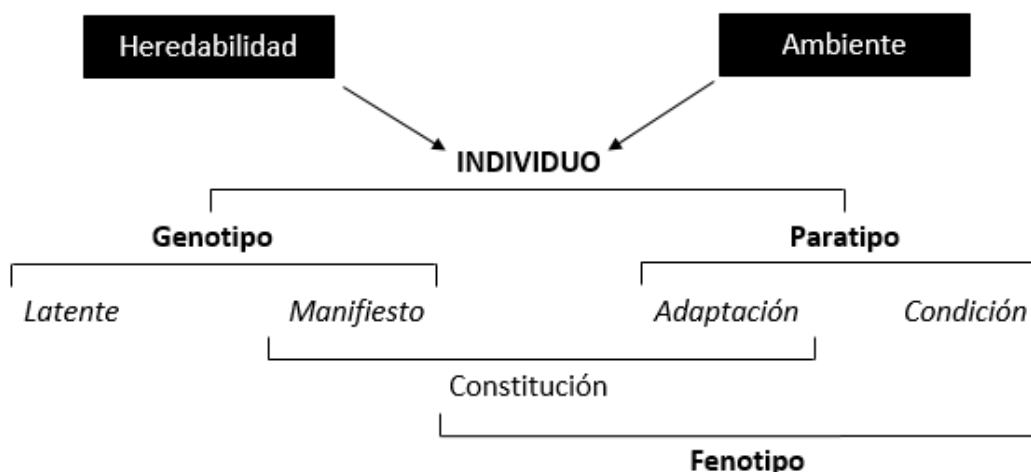 Heredabilidad
Ambiente
INDIVIDUO
Genotipo
Paratipo
Latente
Manifiesto
Adaptación
Condición
Constitución
Fenotipo